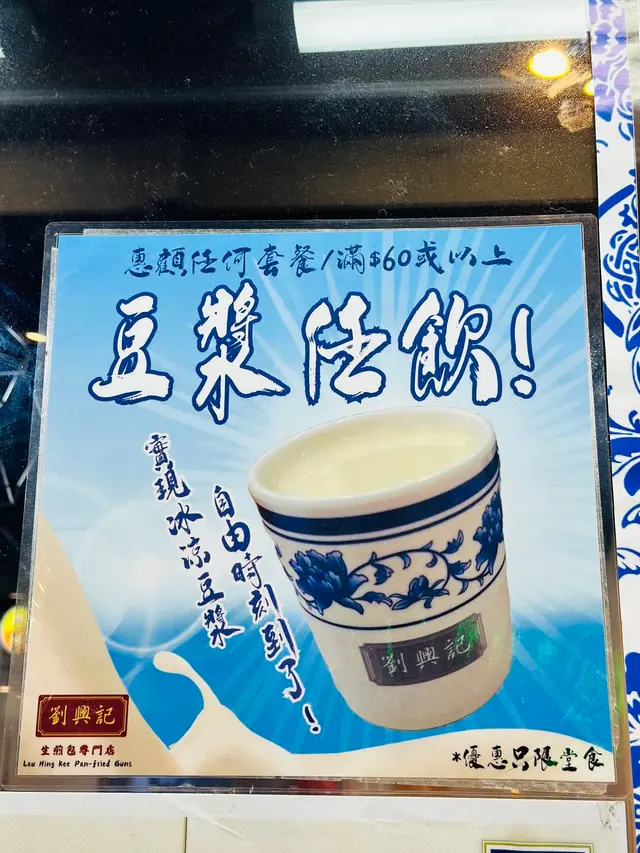 惠顧任何套餐/滿$60或以上
豆漿任飲!
實現冰涼豆漿
自由時刻到了!
劉興記
劉興記
生煎包專門店
Lau Hing Kee Pan-fried Buns
*優惠只限堂食